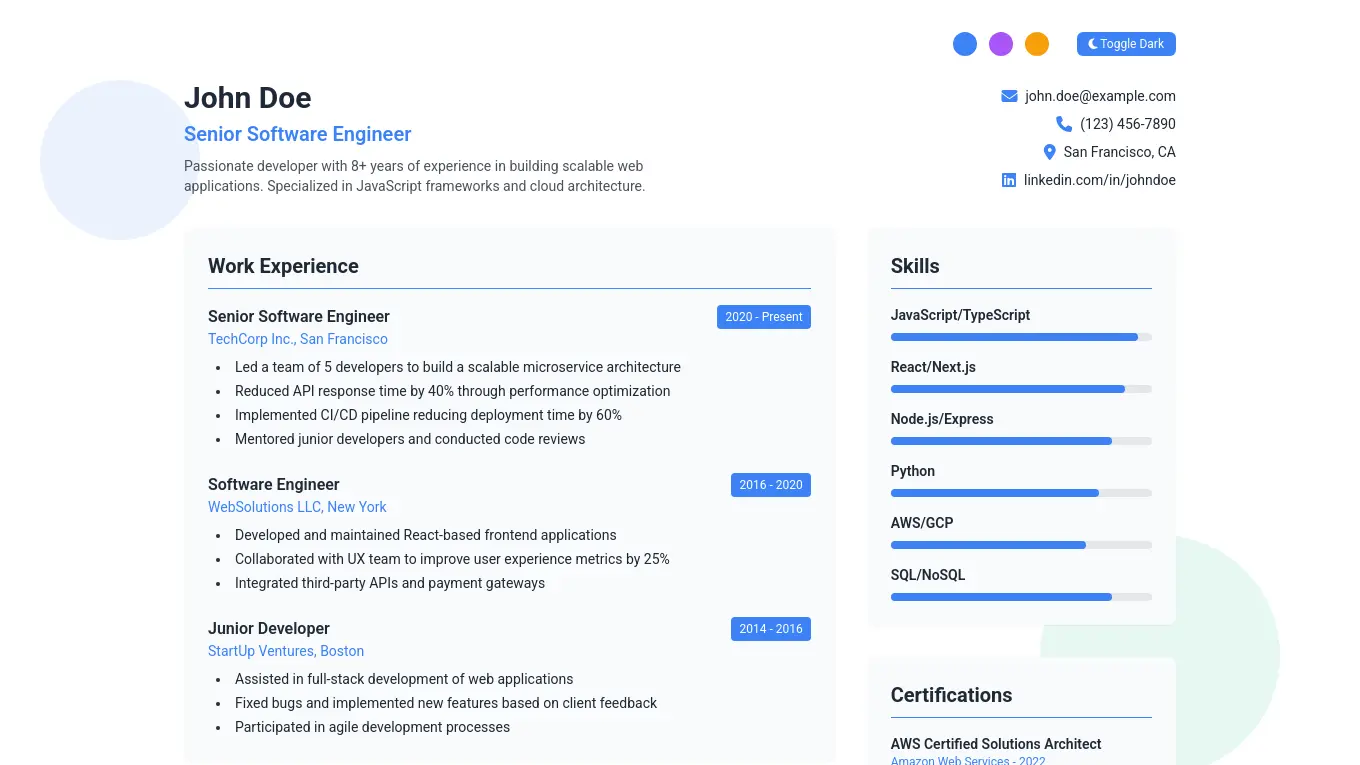 Toggle Dark
John Doe
Senior Software Engineer
Passionate developer with 8+ years of experience in building scalable web
applications. Specialized in JavaScript frameworks and cloud architecture.
john.doe@example.com
(123) 456-7890
San Francisco, CA
linkedin.com/in/johndoe
Work Experience
Senior Software Engineer
2020 - Present
TechCorp Inc., San Francisco
• Led a team of 5 developers to build a scalable microservice architecture
• Reduced API response time by 40% through performance optimization
• Implemented CI/CD pipeline reducing deployment time by 60%
• Mentored junior developers and conducted code reviews
Software Engineer
2016 - 2020
WebSolutions LLC, New York
• Developed and maintained React-based frontend applications
• Collaborated with UX team to improve user experience metrics by 25%
• Integrated third-party APIs and payment gateways
Junior Developer
2014 - 2016
StartUp Ventures, Boston
• Assisted in full-stack development of web applications
• Fixed bugs and implemented new features based on client feedback
• Participated in agile development processes
Skills
JavaScript/TypeScript
React/Next.js
Node.js/Express
Python
AWS/GCP
SQL/NoSQL
Certifications
AWS Certified Solutions Architect
Amazon Web Services - 2022